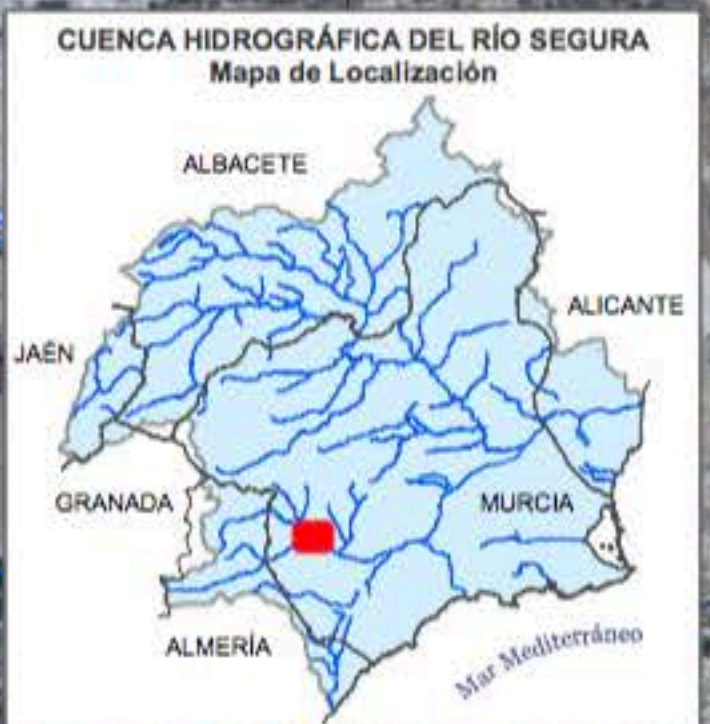 CUENCA HIDROGRÁFICA DEL RÍO SEGURA
Mapa de Localización
ALBACETE
ALICANTE
JAÉN
GRANADA
MURCIA
ALMERÍA
Mar Mediterráneo